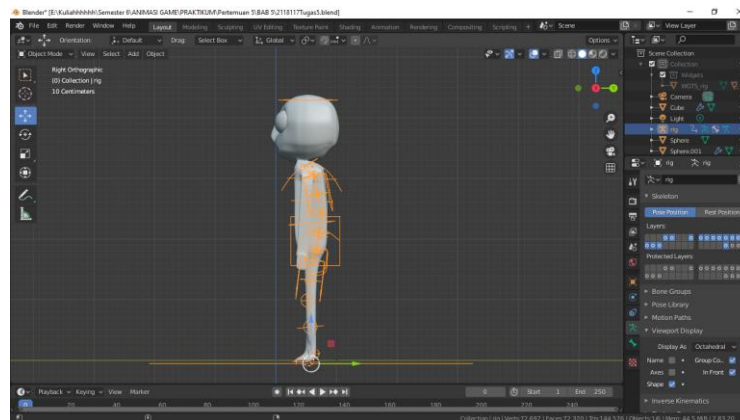 Blender* [E:\Kuliahhhhhh\Semester 6\ANIMASI GAME\PRAKTIKUM\Pertemuan 5\BAB 5\2118117Tugas5.blend]
File Edit Render Window Help Layout Modeling Sculpting UV Editing Texture Paint Shading Animation Rendering Compositing Scripting + Scene View Layer
Orientation: Default Drag: Select Box Global Options
Object Mode View Select Add Object
Right Orthographic
(0) Collection | rig
10 Centimeters
Scene Collection
Collection
Widgets
WGTS_rig
Camera
Cube
Light
rig
Sphere
Sphere.001
rig rig
rig
Skeleton
Pose Position Rest Position
Layers:
Protected Layers:
Bone Groups
Pose Library
Motion Paths
Viewport Display
Display As Octahedral
Name Group Co...
Axes In Front
Shape
Inverse Kinematics
Playback Keying View Marker 0 Start 1 End 250
0 20 40 60 80 100 120 140 160 180 200 220 240